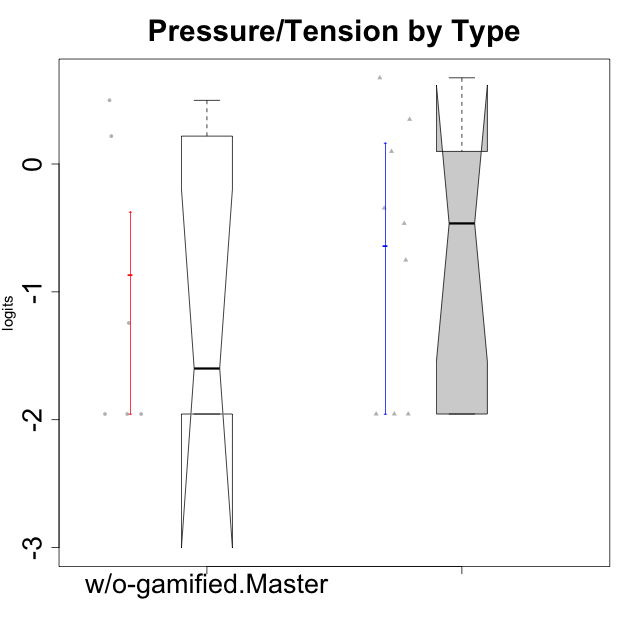 Pressure/Tension by Type
0
-1
-2
-3
logits
w/o-gamified.Master